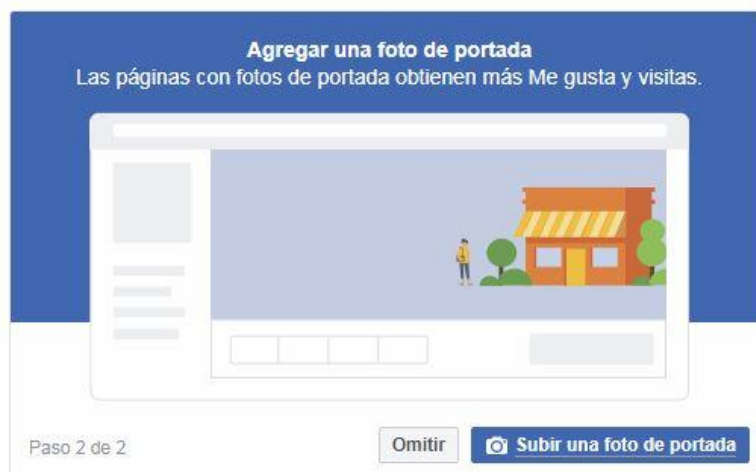 Agregar una foto de portada
Las páginas con fotos de portada obtienen más Me gusta y visitas.
Paso 2 de 2
Omitir
Subir una foto de portada